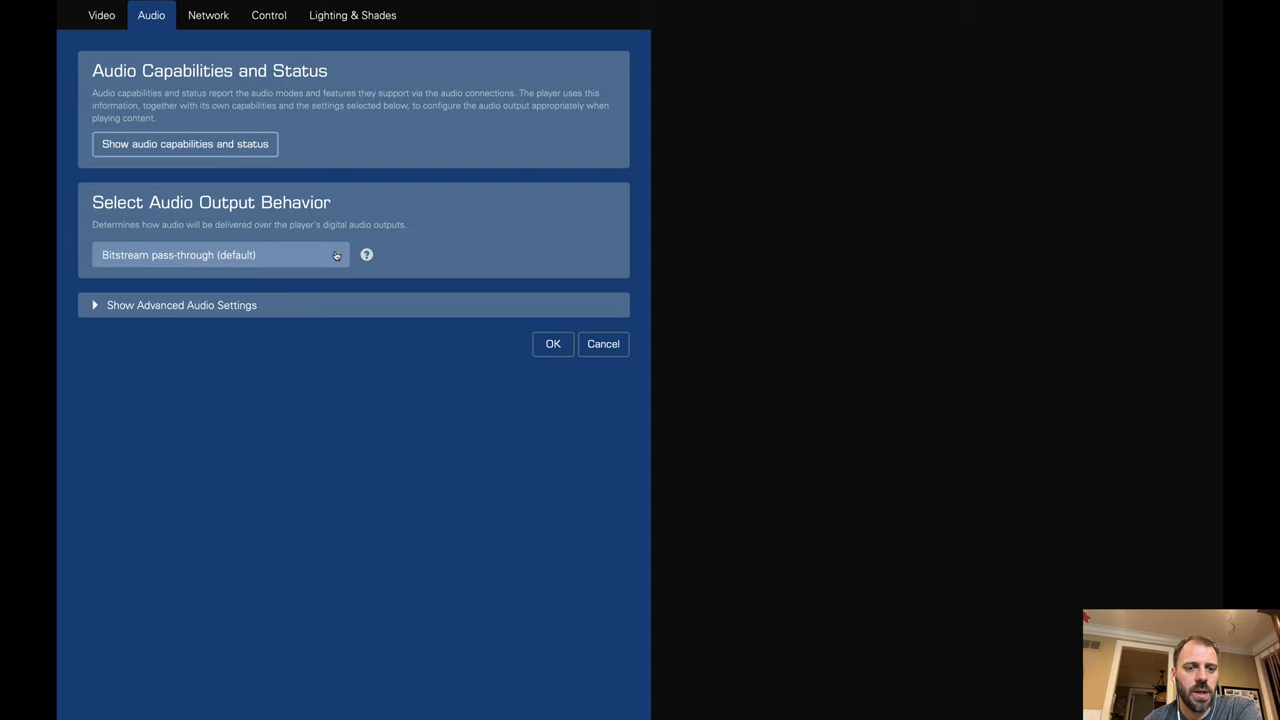 Video Audio Network Control Lighting & Shades
Audio Capabilities and Status
Audio capabilities and status report the audio modes and features they support via the audio connections. The player uses this
information, together with its own capabilities and the settings selected below, to configure the audio output appropriately when
playing content.
Show audio capabilities and status
Select Audio Output Behavior
Determines how audio will be delivered over the player's digital audio outputs.
Bitstream pass-through (default) ?
Show Advanced Audio Settings
OK Cancel